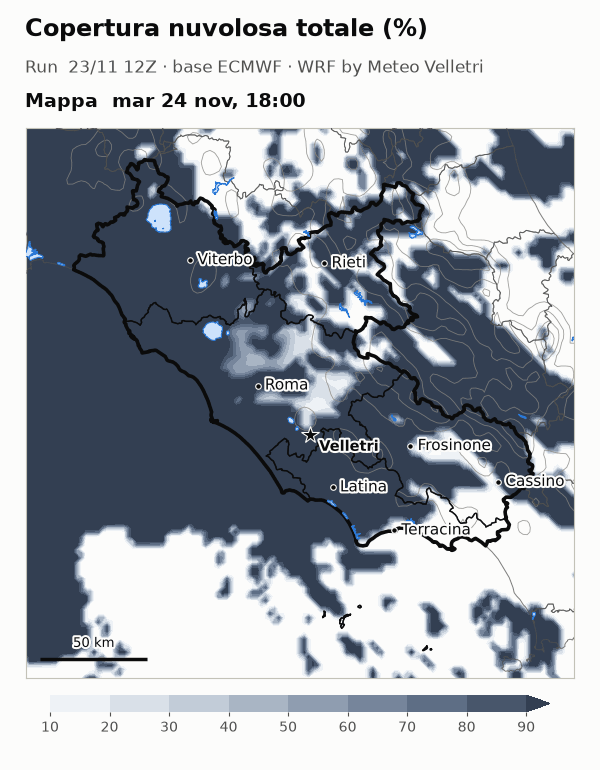 Copertura nuvolosa totale (%)
Run  23/11 12Z · base ECMWF · WRF by Meteo Velletri
Mappa  mar 24 nov, 18:00
Viterbo
Rieti
Roma
Velletri
Frosinone
Cassino
Latina
Terracina
50 km
10 20 30 40 50 60 70 80 90